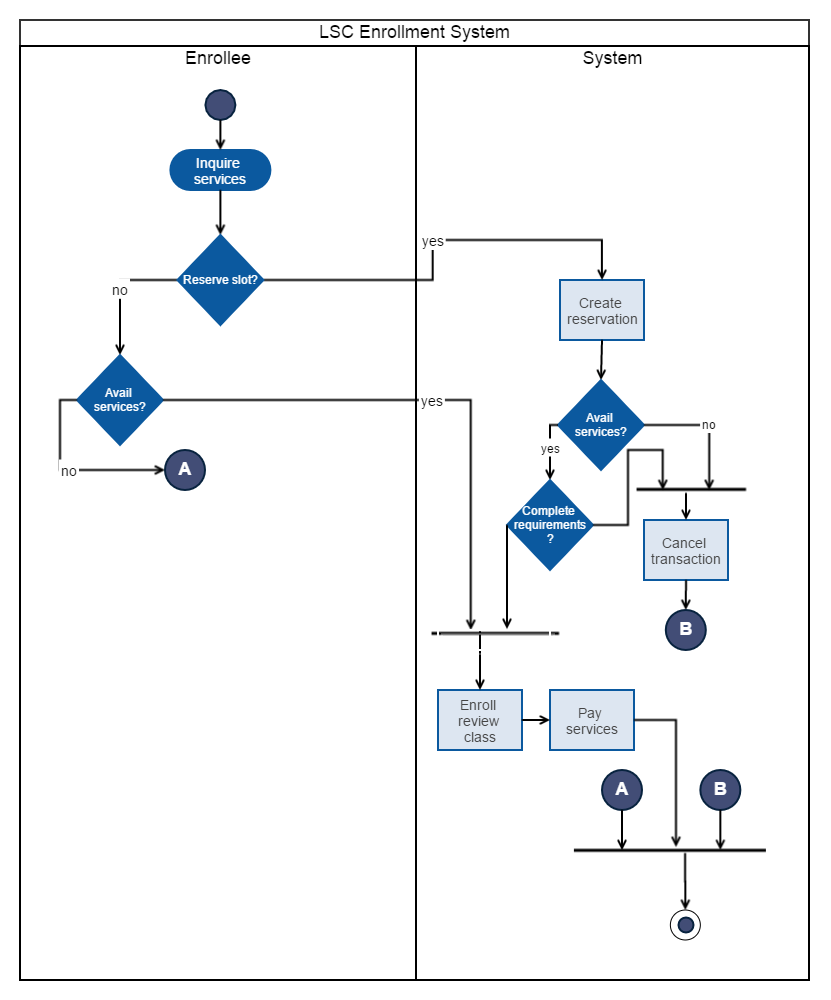 LSC Enrollment System
Enrollee
System
Inquire
services
yes
Reserve slot?
no
Create
reservation
Avail
services?
yes
Avail
services?
no
yes
no
A
Complete
requirements
?
Cancel
transaction
B
Enroll
review
class
Pay
services
A
B